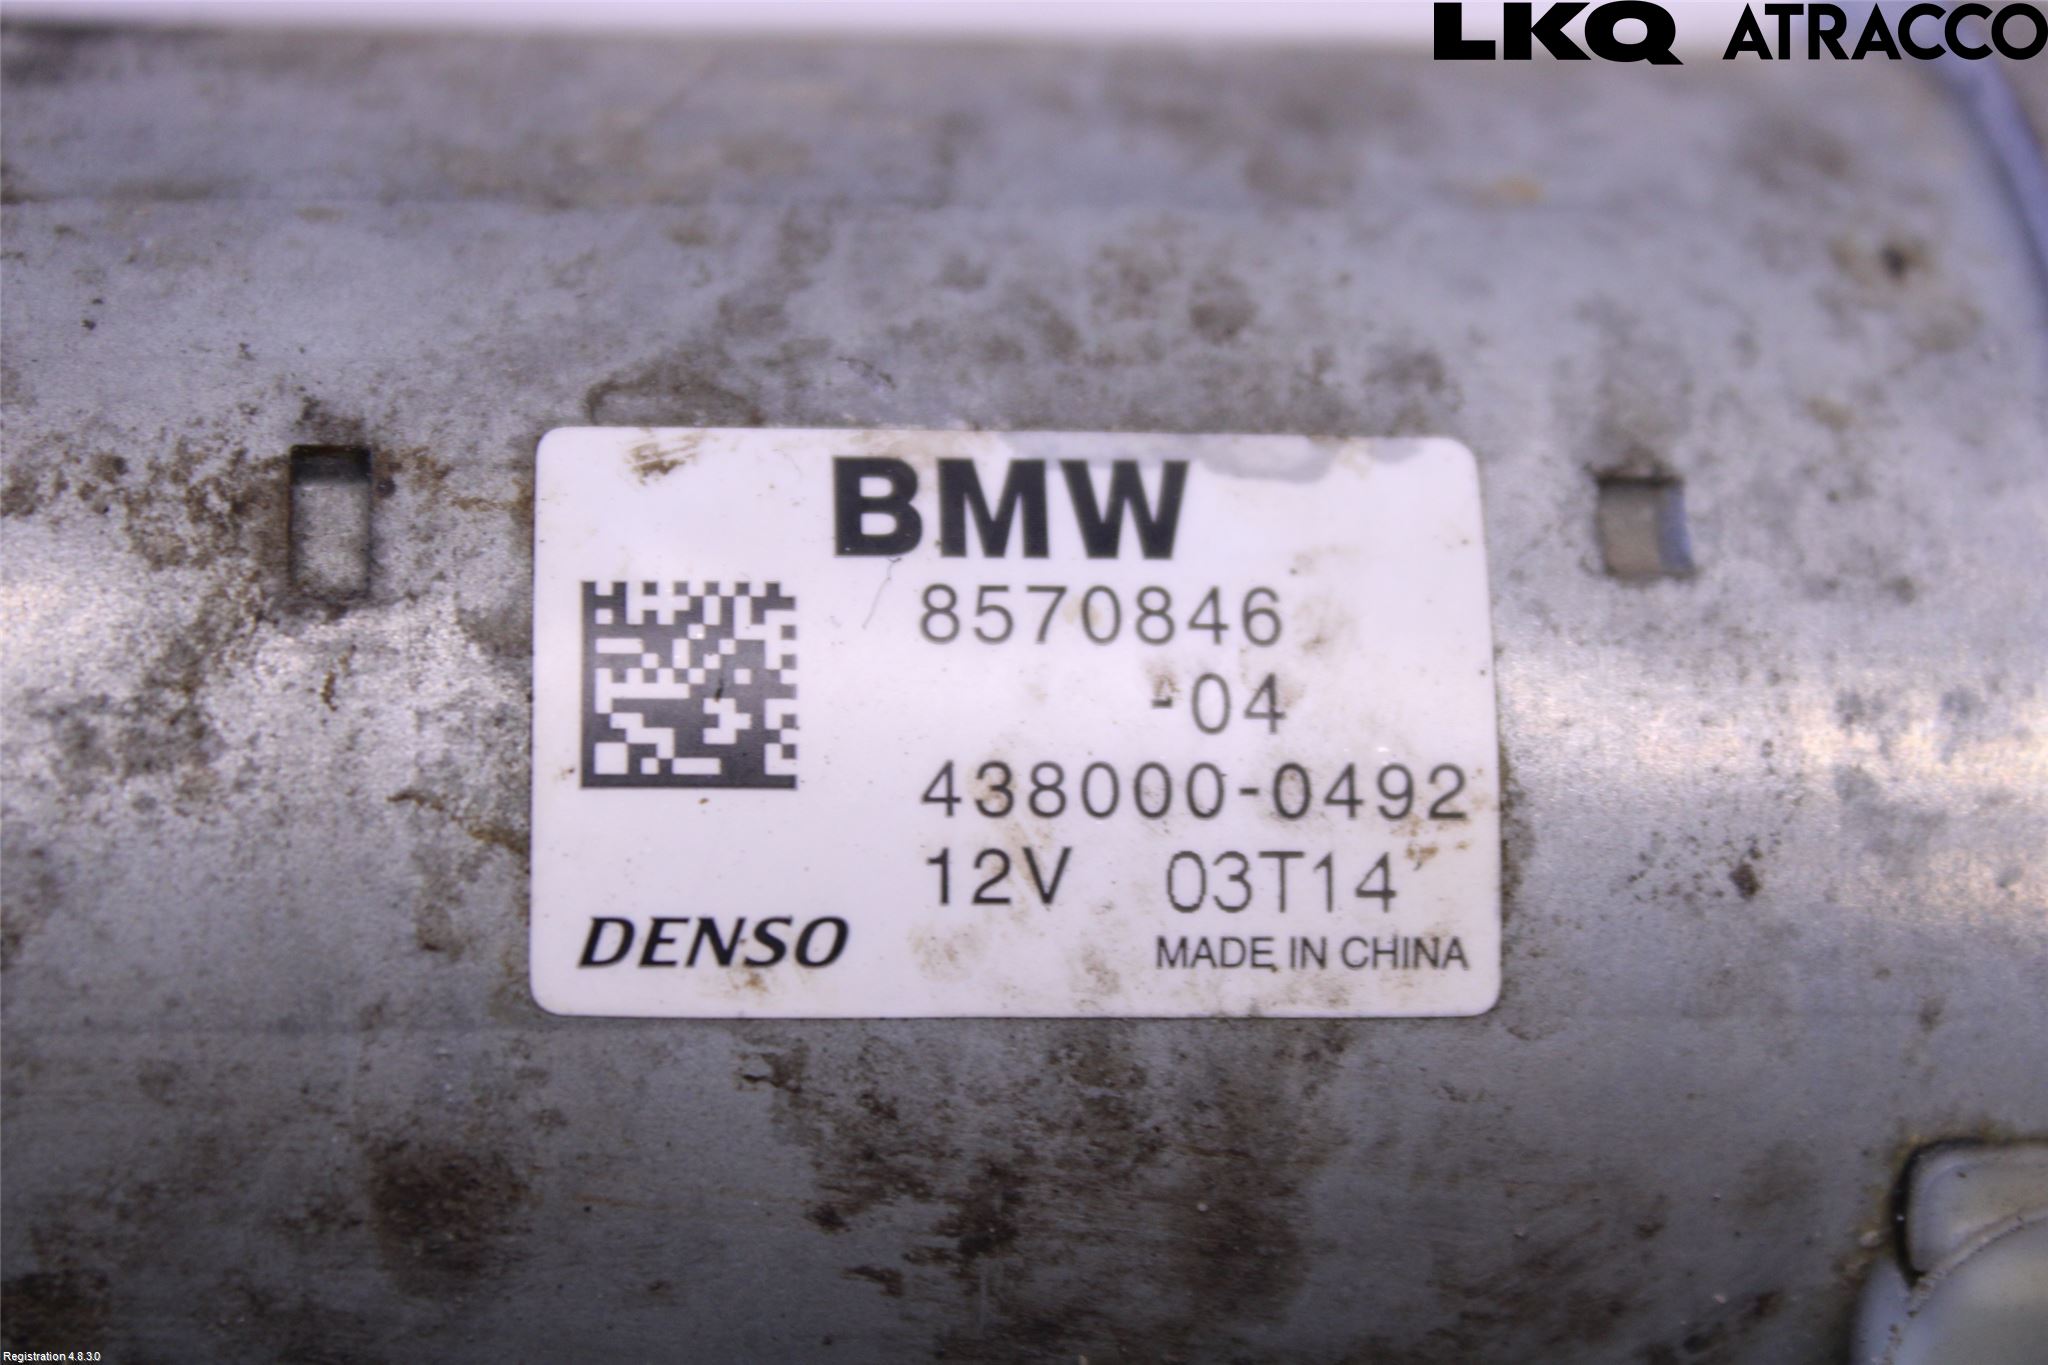 LKQ ATRACCO
BMW
8570846
-04
438000-0492
12V 03T14
DENSO
MADE IN CHINA
Registration 4.8.3.0